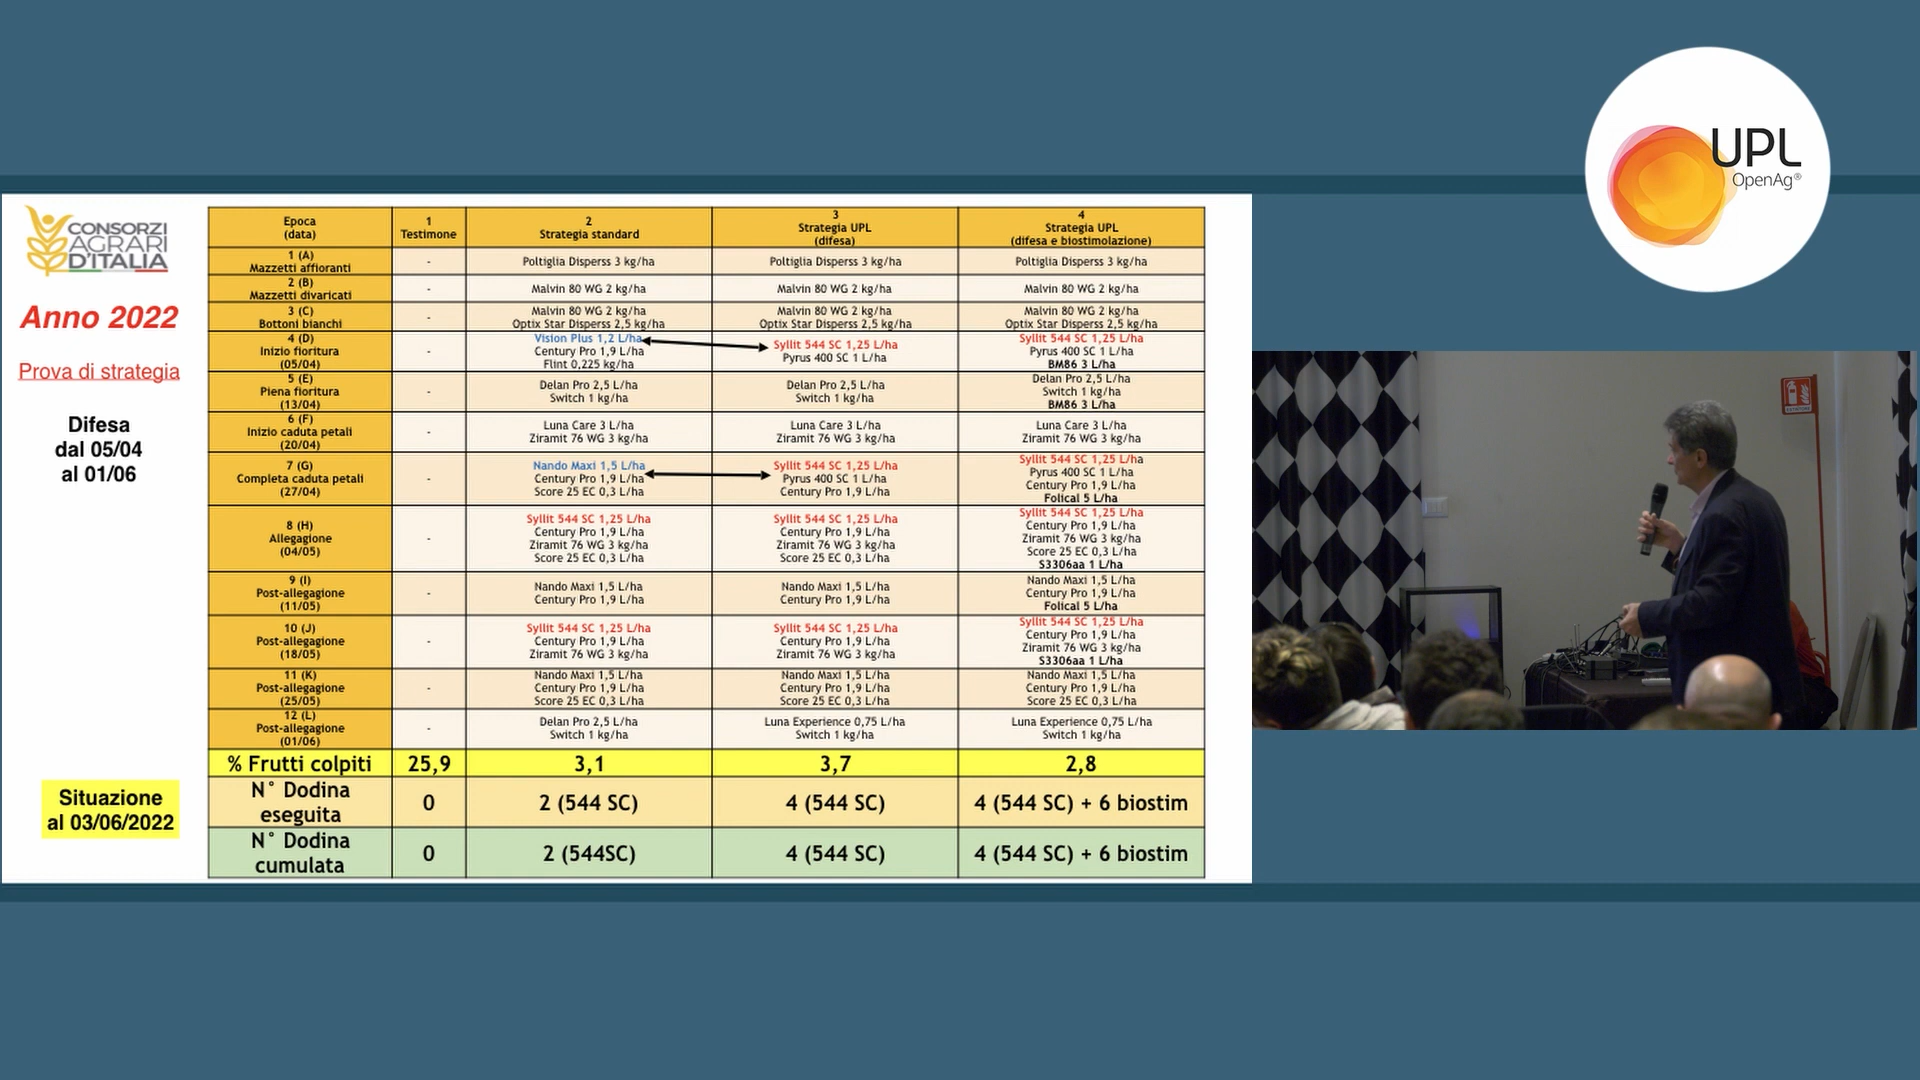 UPL
OpenAg®
CONSORZI
AGRARI
D'ITALIA
Anno 2022
Prova di strategia
Difesa
dal 05/04
al 01/06
Situazione
al 03/06/2022
Epoca
(data)
1
Testimone
2
Strategia standard
3
Strategia UPL
(difesa)
4
Strategia UPL
(difesa e biostimolazione)
1 (A)
Mazzetti affioranti
-
Poltiglia Disperss 3 kg/ha
Poltiglia Disperss 3 kg/ha
Poltiglia Disperss 3 kg/ha
2 (B)
Mazzetti divaricati
-
Malvin 80 WG 2 kg/ha
Malvin 80 WG 2 kg/ha
Malvin 80 WG 2 kg/ha
3 (C)
Bottoni bianchi
-
Malvin 80 WG 2 kg/ha
Optix Star Disperss 2,5 kg/ha
Malvin 80 WG 2 kg/ha
Optix Star Disperss 2,5 kg/ha
Malvin 80 WG 2 kg/ha
Optix Star Disperss 2,5 kg/ha
4 (D)
Inizio fioritura
(05/04)
-
Vision Plus 1,2 L/ha
Century Pro 1,9 L/ha
Flint 0,225 kg/ha
Syllit 544 SC 1,25 L/ha
Pyrus 400 SC 1 L/ha
Syllit 544 SC 1,25 L/ha
Pyrus 400 SC 1 L/ha
BM86 3 L/ha
5 (E)
Piena fioritura
(13/04)
-
Delan Pro 2,5 L/ha
Switch 1 kg/ha
Delan Pro 2,5 L/ha
Switch 1 kg/ha
Delan Pro 2,5 L/ha
Switch 1 kg/ha
BM86 3 L/ha
6 (F)
Inizio caduta petali
(20/04)
-
Luna Care 3 L/ha
Ziramit 76 WG 3 kg/ha
Luna Care 3 L/ha
Ziramit 76 WG 3 kg/ha
Luna Care 3 L/ha
Ziramit 76 WG 3 kg/ha
7 (G)
Completa caduta petali
(27/04)
-
Nando Maxi 1,5 L/ha
Century Pro 1,9 L/ha
Score 25 EC 0,3 L/ha
Syllit 544 SC 1,25 L/ha
Pyrus 400 SC 1 L/ha
Century Pro 1,9 L/ha
Syllit 544 SC 1,25 L/ha
Pyrus 400 SC 1 L/ha
Century Pro 1,9 L/ha
Folical 5 L/ha
8 (H)
Allegagione
(04/05)
-
Syllit 544 SC 1,25 L/ha
Century Pro 1,9 L/ha
Ziramit 76 WG 3 kg/ha
Score 25 EC 0,3 L/ha
Syllit 544 SC 1,25 L/ha
Century Pro 1,9 L/ha
Ziramit 76 WG 3 kg/ha
Score 25 EC 0,3 L/ha
Syllit 544 SC 1,25 L/ha
Century Pro 1,9 L/ha
Ziramit 76 WG 3 kg/ha
Score 25 EC 0,3 L/ha
S3306aa 1 L/ha
9 (I)
Post-allegagione
(11/05)
-
Nando Maxi 1,5 L/ha
Century Pro 1,9 L/ha
Nando Maxi 1,5 L/ha
Century Pro 1,9 L/ha
Nando Maxi 1,5 L/ha
Century Pro 1,9 L/ha
Folical 5 L/ha
10 (J)
Post-allegagione
(18/05)
-
Syllit 544 SC 1,25 L/ha
Century Pro 1,9 L/ha
Ziramit 76 WG 3 kg/ha
Syllit 544 SC 1,25 L/ha
Century Pro 1,9 L/ha
Ziramit 76 WG 3 kg/ha
Syllit 544 SC 1,25 L/ha
Century Pro 1,9 L/ha
Ziramit 76 WG 3 kg/ha
S3306aa 1 L/ha
11 (K)
Post-allegagione
(25/05)
-
Nando Maxi 1,5 L/ha
Century Pro 1,9 L/ha
Score 25 EC 0,3 L/ha
Nando Maxi 1,5 L/ha
Century Pro 1,9 L/ha
Score 25 EC 0,3 L/ha
Nando Maxi 1,5 L/ha
Century Pro 1,9 L/ha
Score 25 EC 0,3 L/ha
12 (L)
Post-allegagione
(01/06)
-
Delan Pro 2,5 L/ha
Switch 1 kg/ha
Luna Experience 0,75 L/ha
Switch 1 kg/ha
Luna Experience 0,75 L/ha
Switch 1 kg/ha
% Frutti colpiti
25,9
3,1
3,7
2,8
N° Dodina
eseguita
0
2 (544 SC)
4 (544 SC)
4 (544 SC) + 6 biostim
N° Dodina
cumulata
0
2 (544SC)
4 (544 SC)
4 (544 SC) + 6 biostim